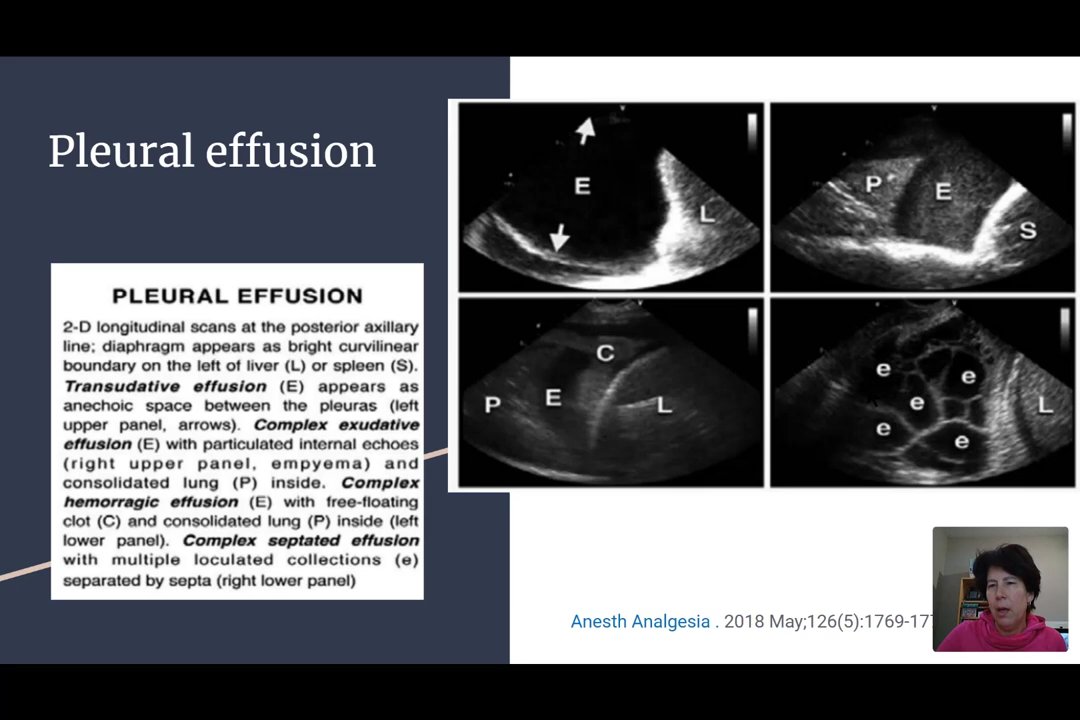 Pleural effusion
PLEURAL EFFUSION
2-D longitudinal scans at the posterior axillary
line; diaphragm appears as bright curvilinear
boundary on the left of liver (L) or spleen (S).
Transudative effusion (E) appears as
anechoic space between the pleuras (left
upper panel, arrows). Complex exudative
effusion (E) with particulated internal echoes
(right upper panel, empyema) and
consolidated lung (P) inside. Complex
hemorragic effusion (E) with free-floating
clot (C) and consolidated lung (P) inside (left
lower panel). Complex septated effusion
with multiple loculated collections (e)
separated by septa (right lower panel)
E
L
P
E
S
C
P
E
L
e
e
e
e
e
L
Anesth Analgesia . 2018 May;126(5):1769-17